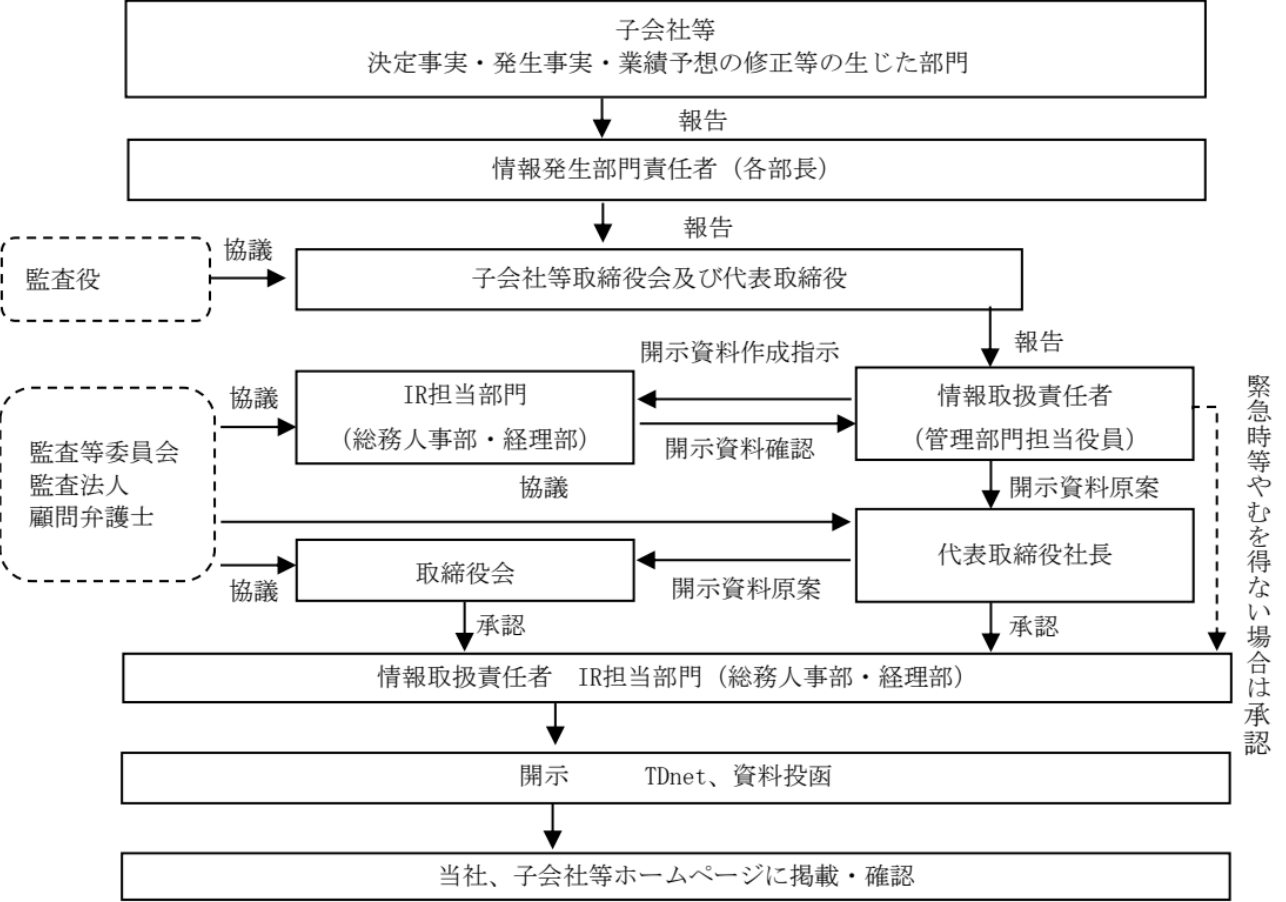 子会社等
決定事実・発生事実・業績予想の修正等の生じた部門
報告
情報発生部門責任者（各部長）
報告
協議
監査役
子会社等取締役会及び代表取締役
報告
開示資料作成指示
協議
IR担当部門
（総務人事部・経理部）
情報取扱責任者
（管理部門担当役員）
開示資料確認
監査等委員会
監査法人
顧問弁護士
協議
開示資料原案
代表取締役社長
取締役会
協議
開示資料原案
承認
承認
緊急時等やむを得ない場合は承認
情報取扱責任者　IR担当部門（総務人事部・経理部）
開示　　　TDnet、資料投函
当社、子会社等ホームページに掲載・確認